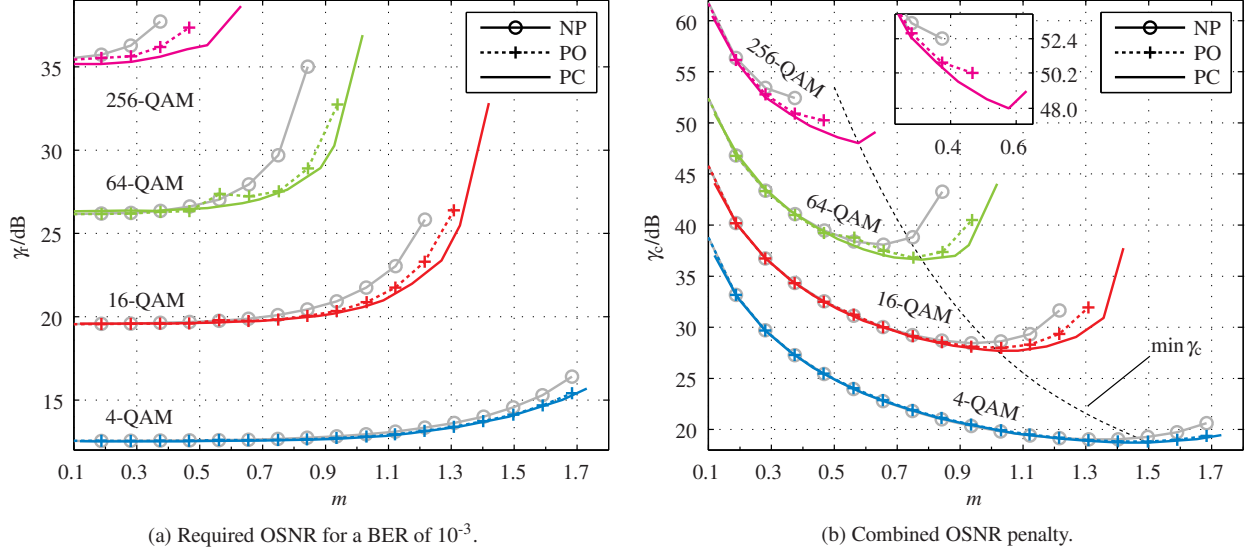 NP
PO
PC
256-QAM
64-QAM
16-QAM
4-QAM
35
30
25
20
15
γr/dB
0.1 0.3 0.5 0.7 0.9 1.1 1.3 1.5 1.7
m
(a) Required OSNR for a BER of 10-3.
NP
PO
PC
52.4
50.2
48.0
0.4 0.6
256-QAM
64-QAM
16-QAM
4-QAM
min γc
60
55
50
45
40
35
30
25
20
γc/dB
0.1 0.3 0.5 0.7 0.9 1.1 1.3 1.5 1.7
m
(b) Combined OSNR penalty.